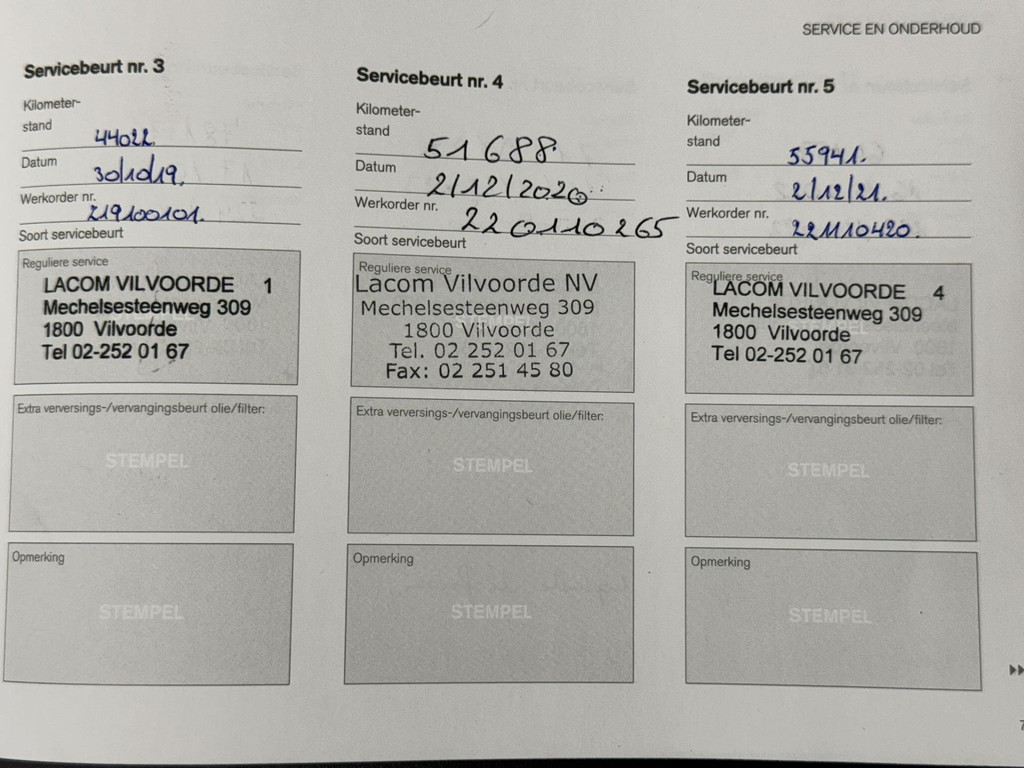 SERVICE EN ONDERHOUD
Servicebeurt nr. 3
Kilometer-
stand 44022
Datum 30/10/19.
Werkorder nr. 719100101.
Soort servicebeurt
Reguliere service
LACOM VILVOORDE 1
Mechelsesteenweg 309
1800 Vilvoorde
Tel 02-252 01 67
Extra verversings-/vervangingsbeurt olie/filter:
STEMPEL
Opmerking
STEMPEL
Servicebeurt nr. 4
Kilometer-
stand 51688
Datum 2/12/2020
Werkorder nr. 220110265
Soort servicebeurt
Reguliere service
Lacom Vilvoorde NV
Mechelsesteenweg 309
1800 Vilvoorde
Tel. 02 252 01 67
Fax: 02 251 45 80
Extra verversings-/vervangingsbeurt olie/filter:
STEMPEL
Opmerking
STEMPEL
Servicebeurt nr. 5
Kilometer-
stand 55941.
Datum 2/12/21.
Werkorder nr. 221110420.
Soort servicebeurt
Reguliere service
LACOM VILVOORDE 4
Mechelsesteenweg 309
1800 Vilvoorde
Tel 02-252 01 67
Extra verversings-/vervangingsbeurt olie/filter:
STEMPEL
Opmerking
STEMPEL